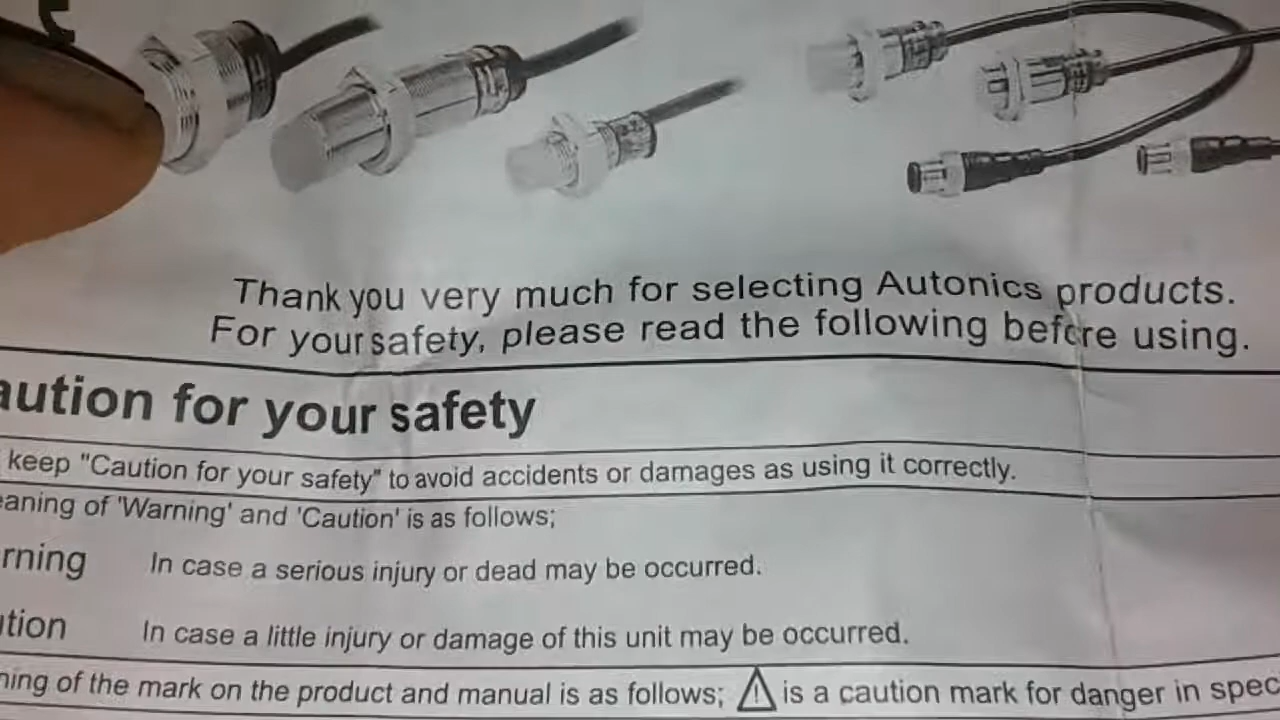 Thank you very much for selecting Autonics products.
For your safety, please read the following before using.
aution for your safety
keep "Caution for your safety" to avoid accidents or damages as using it correctly.
eaning of 'Warning' and 'Caution' is as follows;
rning In case a serious injury or dead may be occurred.
ution In case a little injury or damage of this unit may be occurred.
ning of the mark on the product and manual is as follows; ⚠ is a caution mark for danger in spec